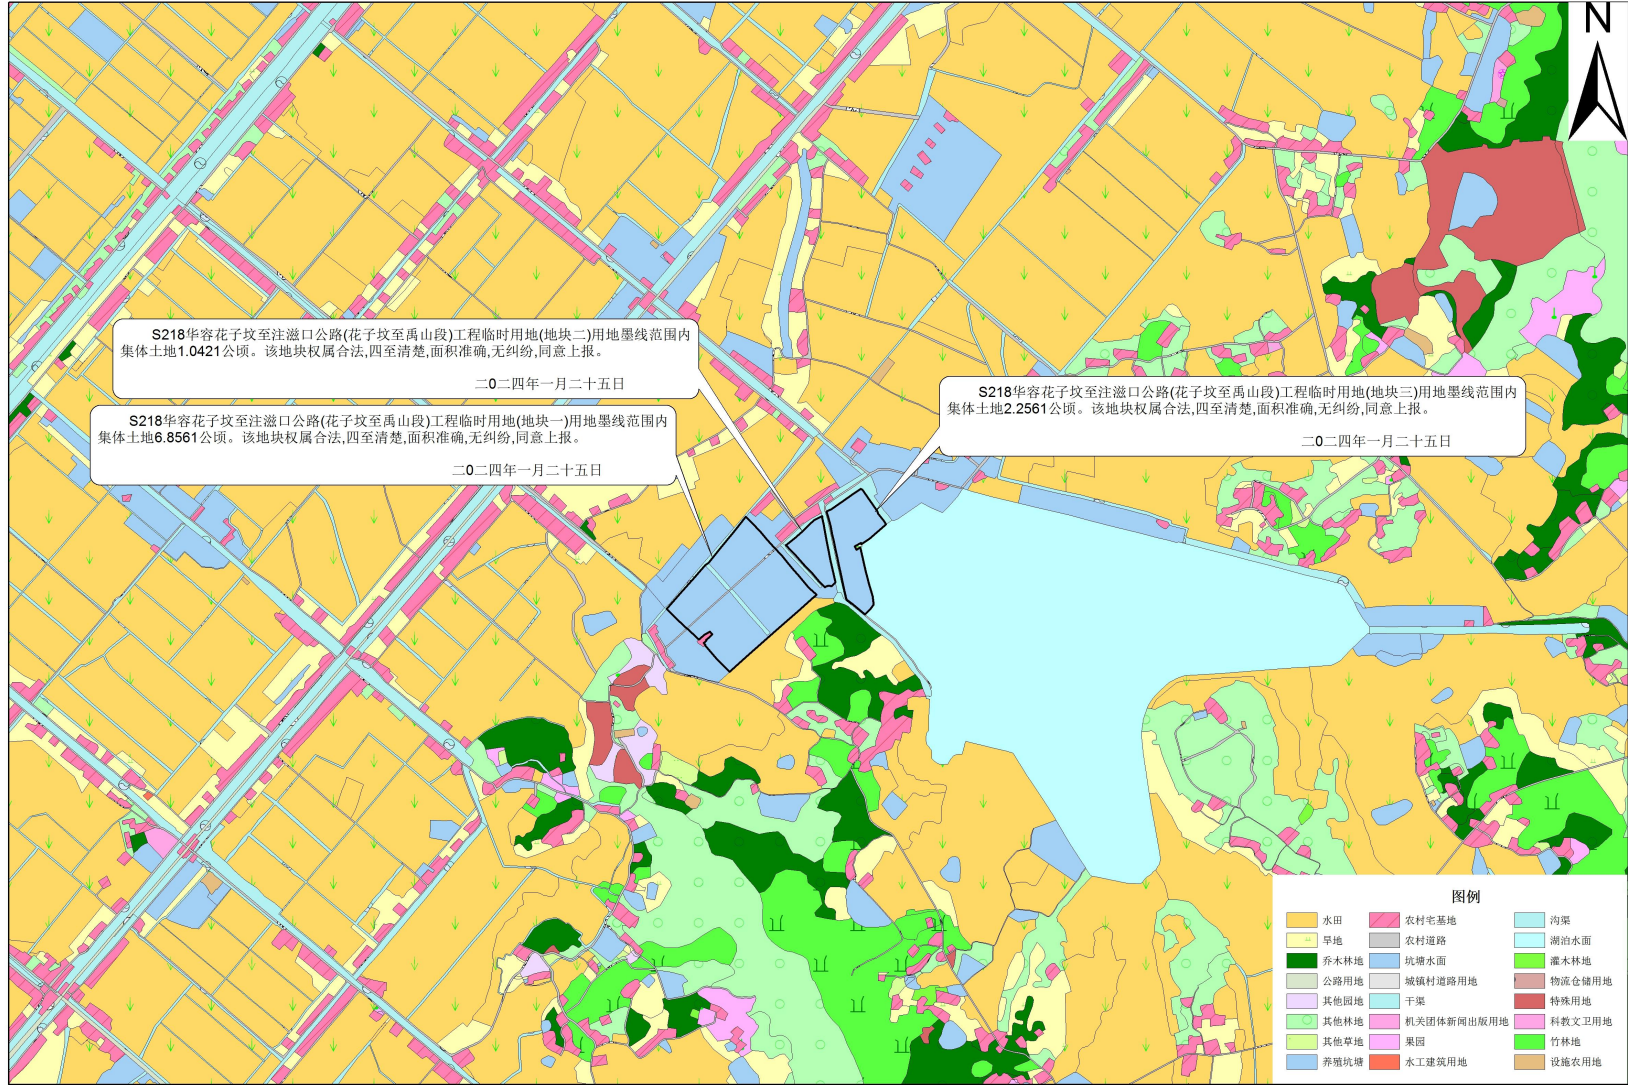 N
S218华容花子坟至注滋口公路(花子坟至禹山段)工程临时用地(地块二)用地墨线范围内
集体土地1.0421公顷。该地块权属合法,四至清楚,面积准确,无纠纷,同意上报。
二0二四年一月二十五日
S218华容花子坟至注滋口公路(花子坟至禹山段)工程临时用地(地块三)用地墨线范围内
集体土地2.2561公顷。该地块权属合法,四至清楚,面积准确,无纠纷,同意上报。
二0二四年一月二十五日
S218华容花子坟至注滋口公路(花子坟至禹山段)工程临时用地(地块一)用地墨线范围内
集体土地6.8561公顷。该地块权属合法,四至清楚,面积准确,无纠纷,同意上报。
二0二四年一月二十五日
图例
水田 农村宅基地 沟渠
旱地 农村道路 湖泊水面
乔木林地 坑塘水面 灌木林地
公路用地 城镇村道路用地 物流仓储用地
其他园地 干渠 特殊用地
其他林地 机关团体新闻出版用地 科教文卫用地
其他草地 果园 竹林地
养殖坑塘 水工建筑用地 设施农用地